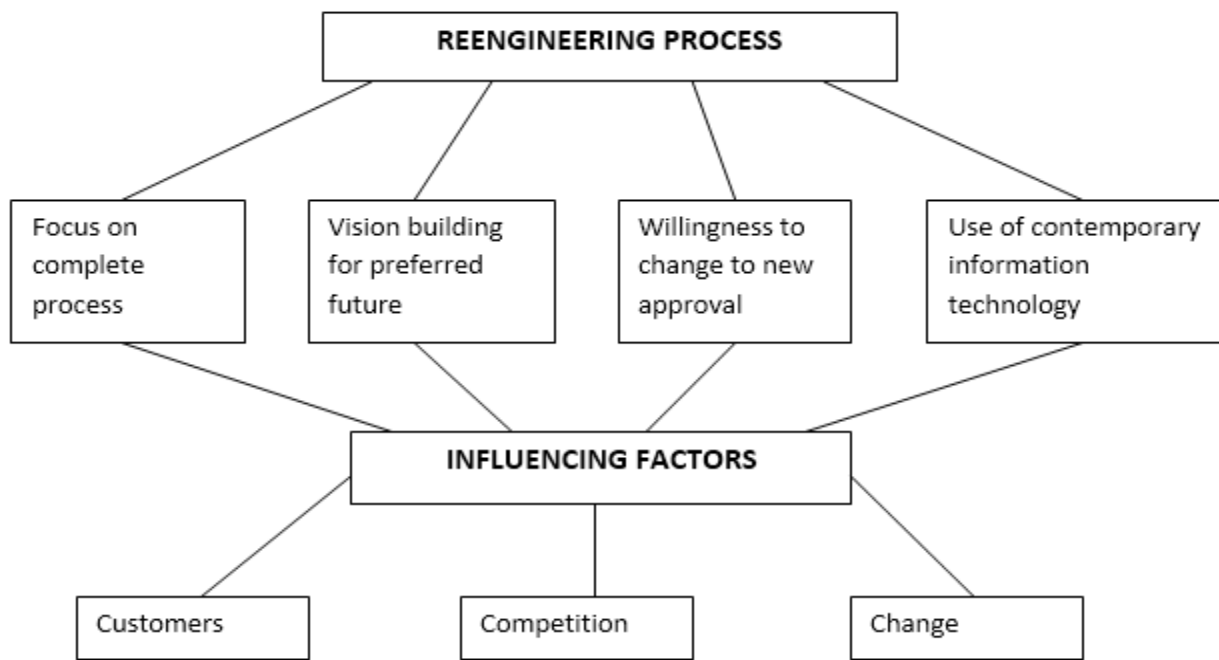 REENGINEERING PROCESS
Focus on
complete
process
Vision building
for preferred
future
Willingness to
change to new
approval
Use of contemporary
information
technology
INFLUENCING FACTORS
Customers
Competition
Change